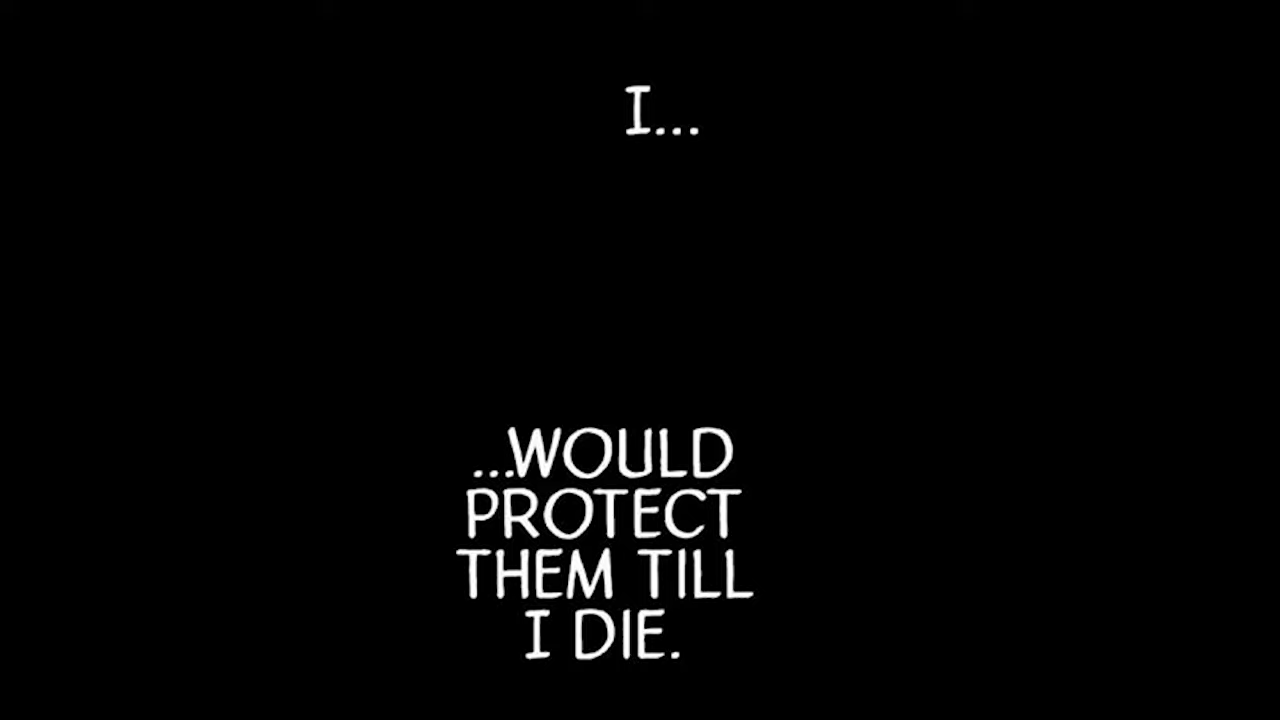 I...
...WOULD
PROTECT
THEM TILL
I DIE.